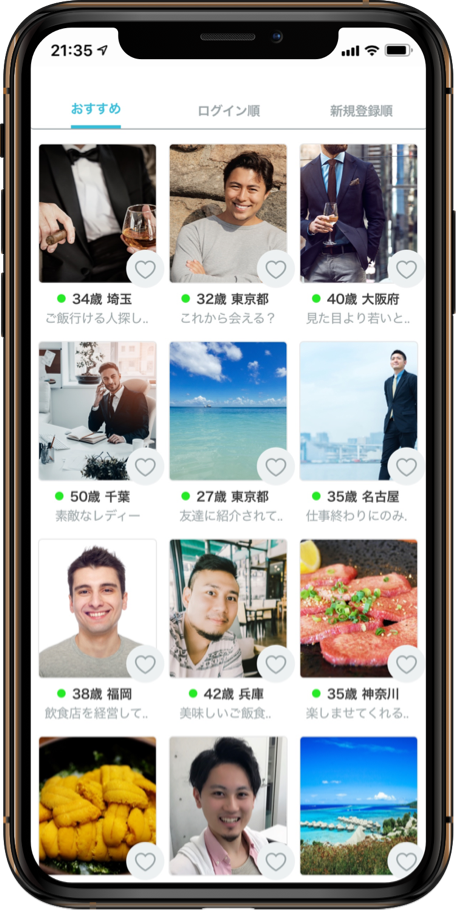 21:35
おすすめ ログイン順 新規登録順
34歳 埼玉 32歳 東京都 40歳 大阪府
ご飯行ける人探し.. これから会える？ 見た目より若いと..
50歳 千葉 27歳 東京都 35歳 名古屋
素敵なレディー 友達に紹介されて.. 仕事終わりにのみ.
38歳 福岡 42歳 兵庫 35歳 神奈川
飲食店を経営して.. 美味しいご飯食.. 楽しませてくれる..